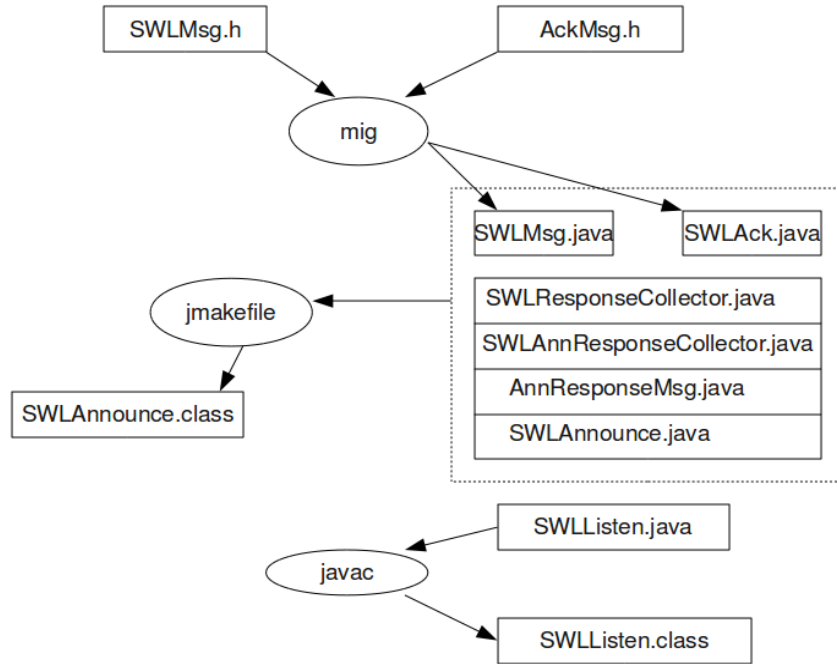 SWLMsg.h
AckMsg.h
mig
SWLMsg.java
SWLAck.java
SWLResponseCollector.java
jmakefile
SWLAnnResponseCollector.java
AnnResponseMsg.java
SWLAnnounce.class
SWLAnnounce.java
SWLListen.java
javac
SWLListen.class